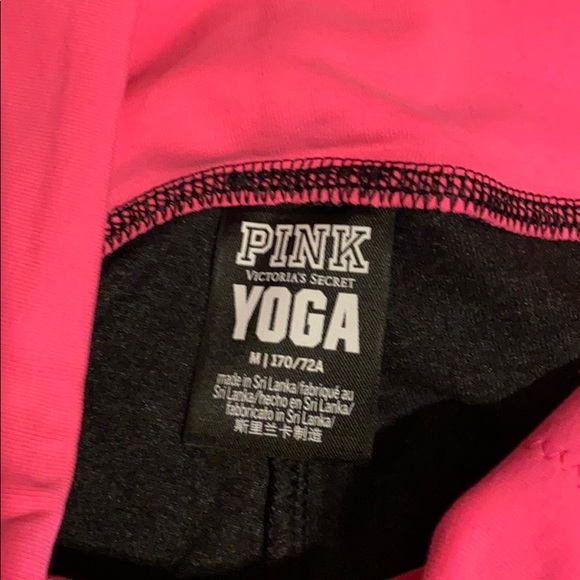 PINK
VICTORIA'S SECRET
YOGA
M | 170/72A
made in Sri Lanka/fabriqué au
Sri Lanka/hecho en Sri Lanka/
fabbricato in Sri Lanka/
斯里兰卡制造